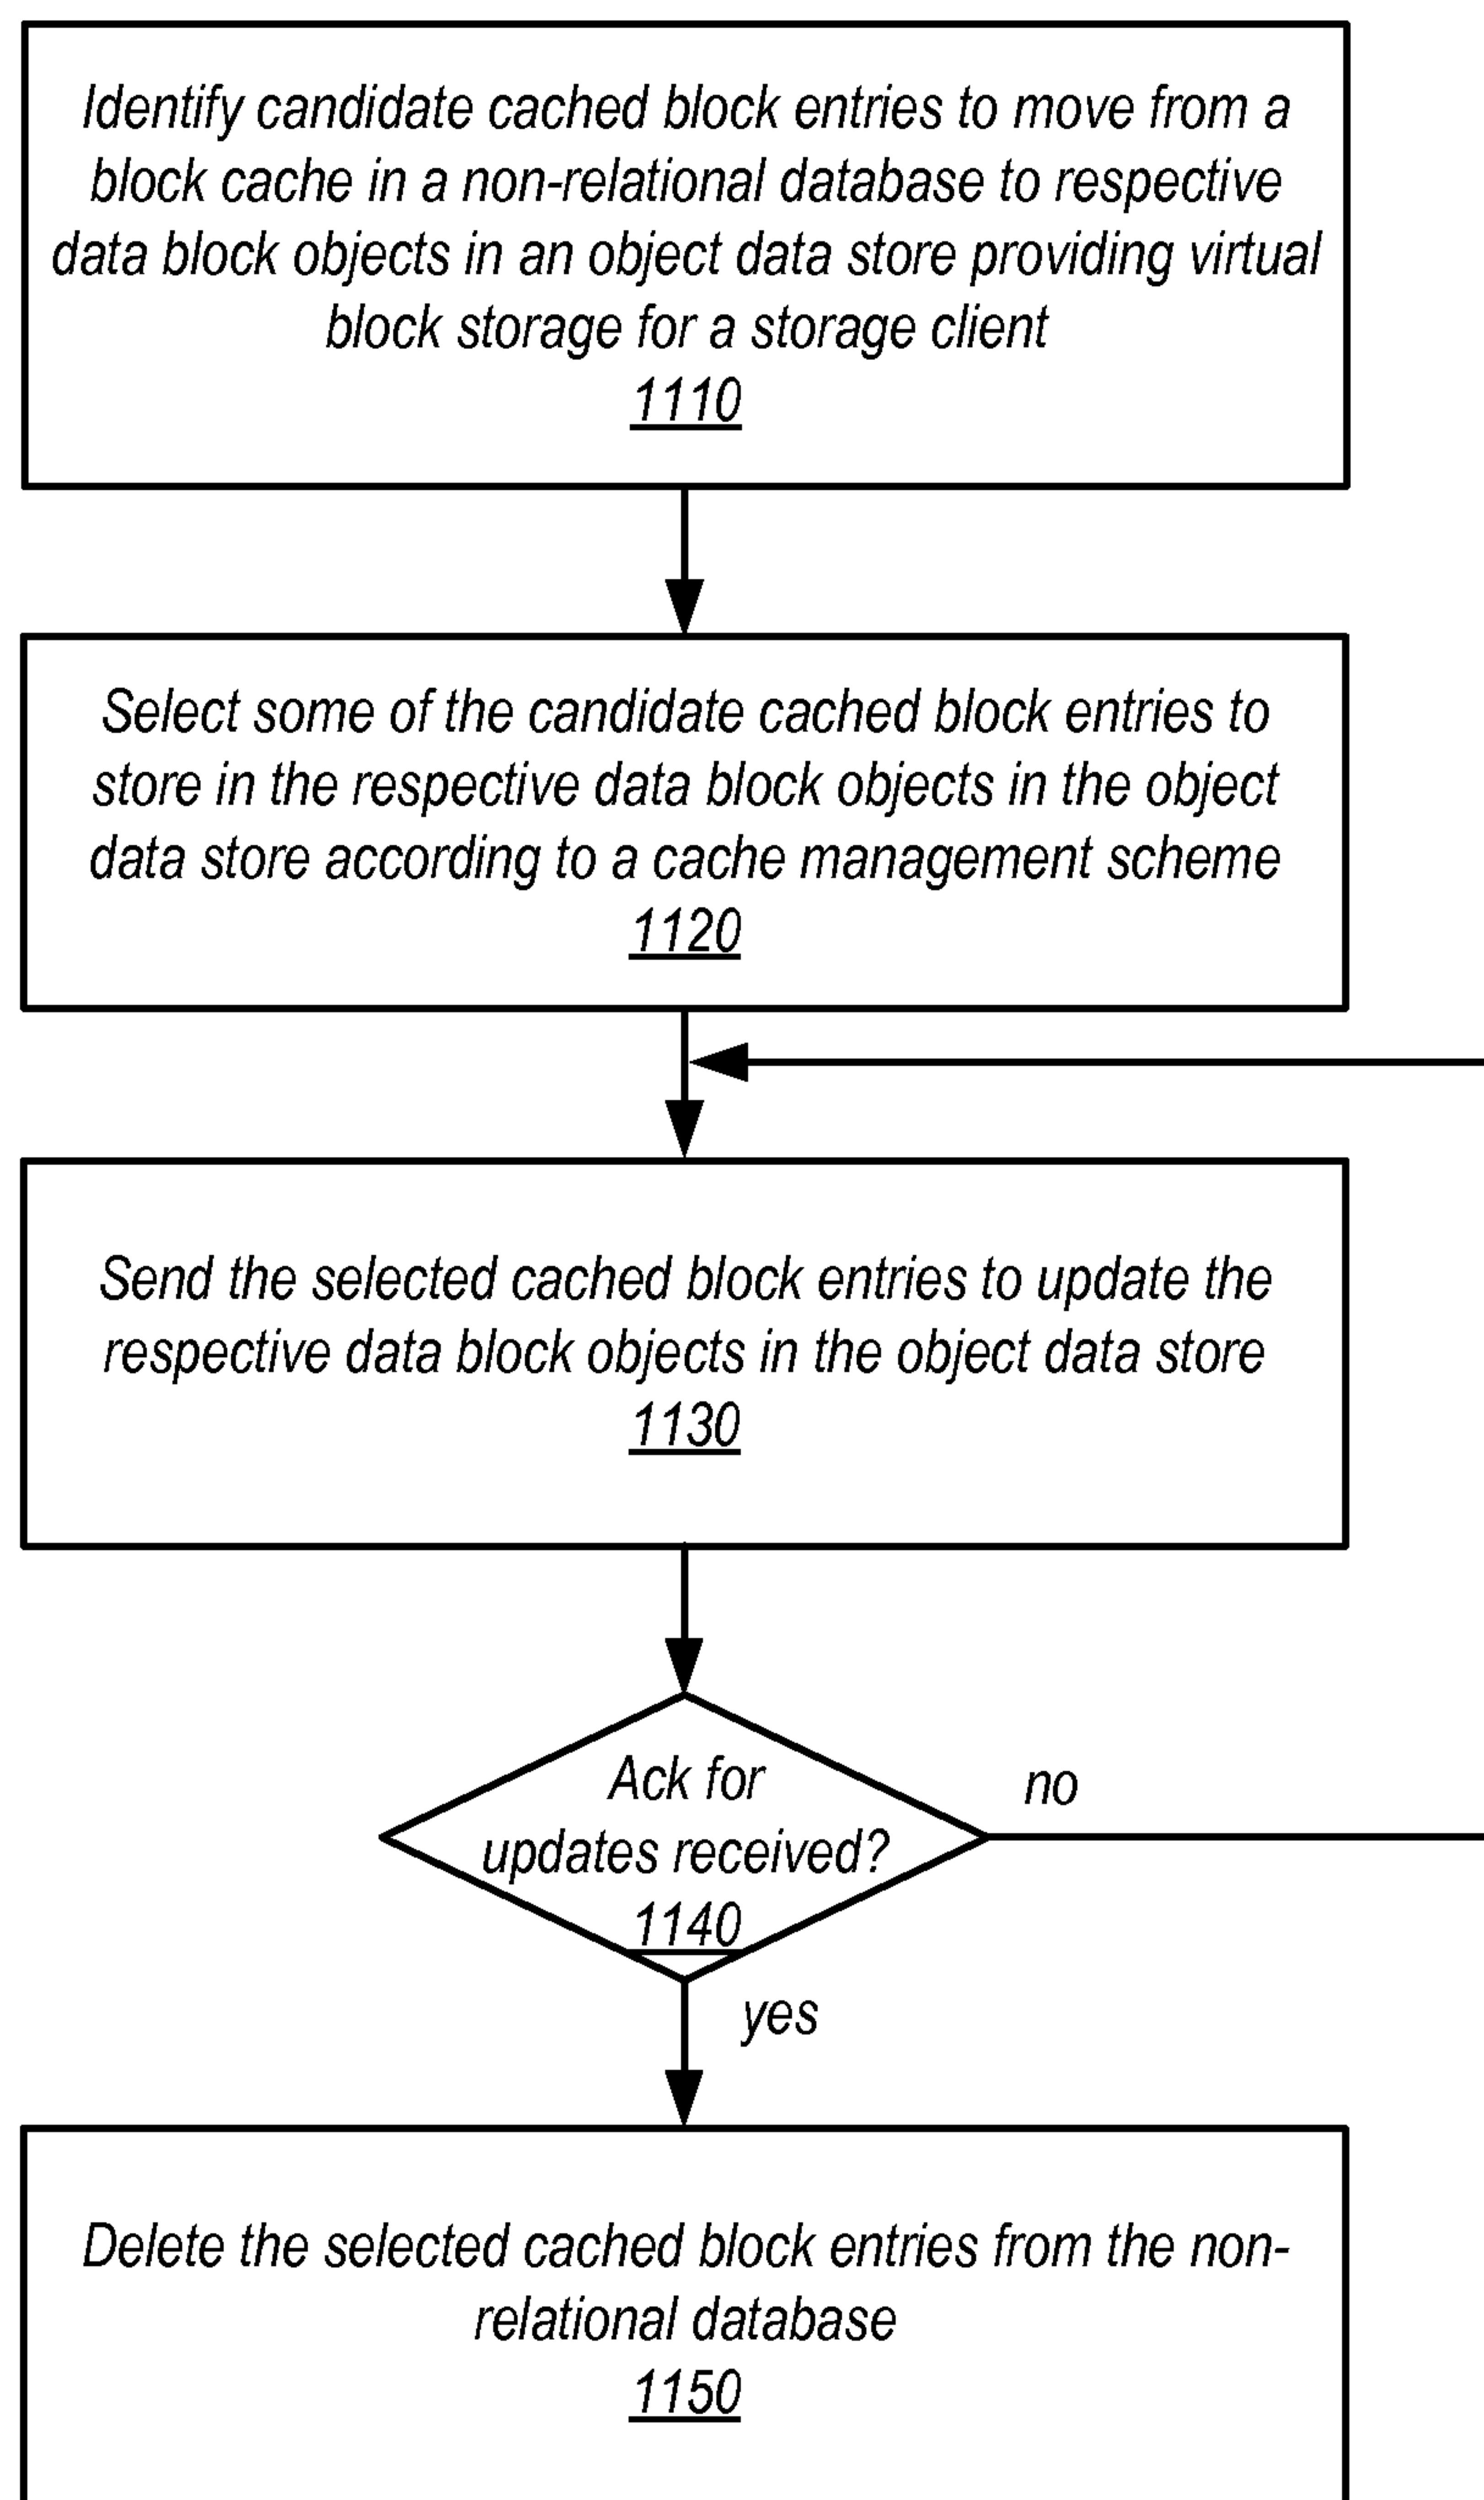 Identify candidate cached block entries to move from a
block cache in a non-relational database to respective
data block objects in an object data store providing virtual
block storage for a storage client
1110
Select some of the candidate cached block entries to
store in the respective data block objects in the object
data store according to a cache management scheme
1120
Send the selected cached block entries to update the
respective data block objects in the object data store
1130
Ack for
updates received?
1140
no
yes
Delete the selected cached block entries from the non-
relational database
1150